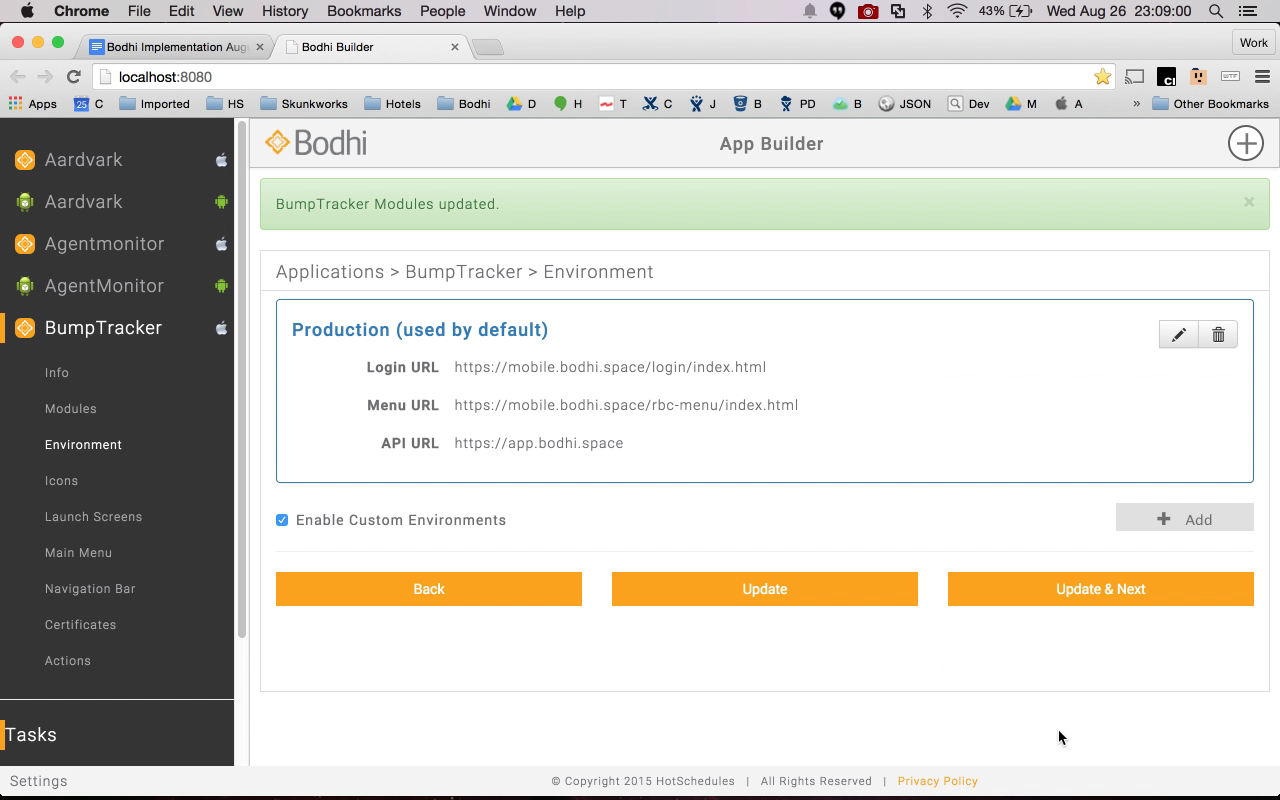 Chrome File Edit View History Bookmarks People Window Help 43% Wed Aug 26 23:09:00
Bodhi Implementation Aug
Bodhi Builder
Work
localhost:8080
Apps 25 C Imported HS Skunkworks Hotels Bodhi D H T C J B PD B JSON Dev M A » Other Bookmarks
Aardvark
Aardvark
Agentmonitor
AgentMonitor
BumpTracker
Info
Modules
Environment
Icons
Launch Screens
Main Menu
Navigation Bar
Certificates
Actions
Tasks
Settings
Bodhi
App Builder
BumpTracker Modules updated.
Applications > BumpTracker > Environment
Production (used by default)
Login URL https://mobile.bodhi.space/login/index.html
Menu URL https://mobile.bodhi.space/rbc-menu/index.html
API URL https://app.bodhi.space
Enable Custom Environments
Add
Back
Update
Update & Next
© Copyright 2015 HotSchedules | All Rights Reserved | Privacy Policy